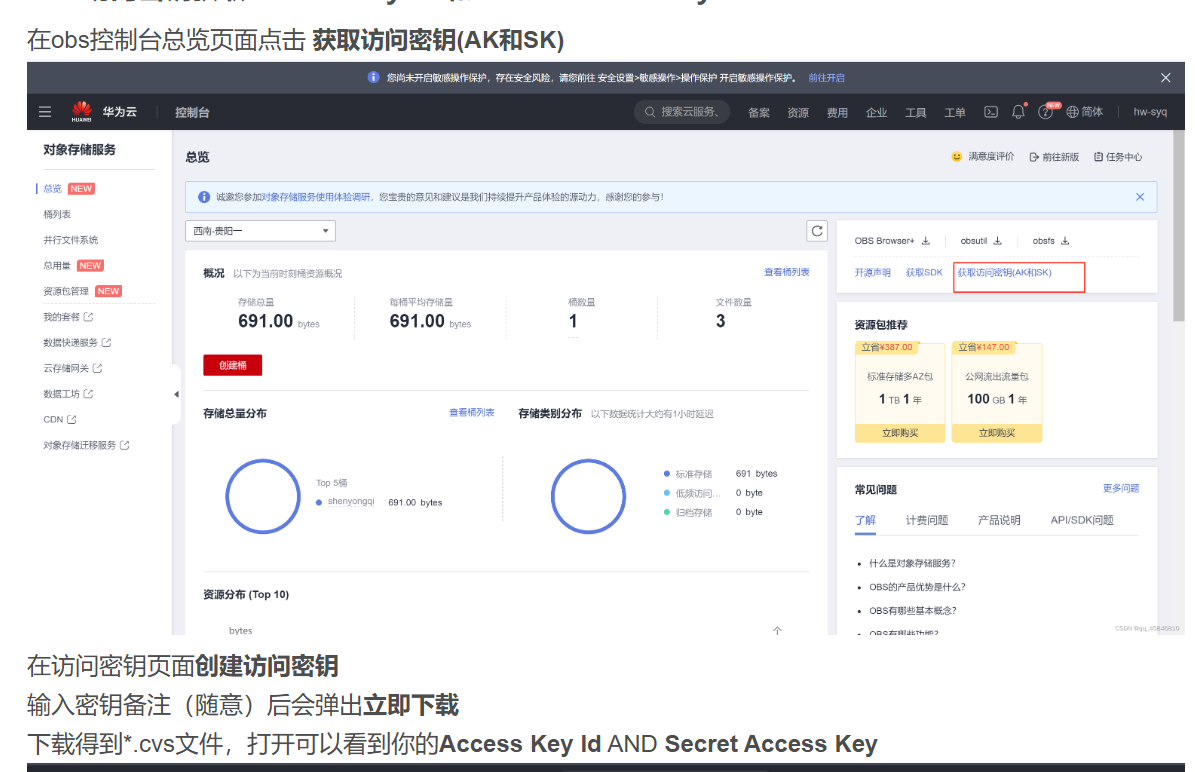 在obs控制台总览页面点击 获取访问密钥(AK和SK)
您尚未开启敏感操作保护，存在安全风险，请您前往 安全设置>敏感操作>操作保护 开启敏感操作保护。 前往开启
HUAWEI 华为云 控制台 搜索云服务、 备案 资源 费用 企业 工具 工单 NEW 简体 hw-syq
对象存储服务
总览 NEW
桶列表
并行文件系统
总用量 NEW
资源包管理 NEW
我的套餐
数据快递服务
云存储网关
数据工坊
CDN
对象存储迁移服务
总览 满意度评价 前往新版 任务中心
诚邀您参加对象存储服务使用体验调研，您宝贵的意见和建议是我们持续提升产品体验的源动力，感谢您的参与！
西南-贵阳一
概况 以下为当前时刻桶资源概况 查看桶列表
存储总量 每桶平均存储量 桶数量 文件数量
691.00 bytes 691.00 bytes 1 3
创建桶
存储总量分布 查看桶列表 存储类别分布 以下数据统计大约有1小时延迟
Top 5桶
shenyongqi 691.00 bytes
标准存储 691 bytes
低频访问... 0 byte
归档存储 0 byte
资源分布 (Top 10)
bytes 个
OBS Browser+ obsutil obsfs
开源声明 获取SDK 获取访问密钥(AK和SK)
资源包推荐
立省¥387.00 立省¥147.00
标准存储多AZ包 公网流出流量包
1 TB 1 年 100 GB 1 年
立即购买 立即购买
常见问题 更多问题
了解 计费问题 产品说明 API/SDK问题
什么是对象存储服务?
OBS的产品优势是什么?
OBS有哪些基本概念?
OBS有哪些功能?
在访问密钥页面创建访问密钥
输入密钥备注（随意）后会弹出立即下载
下载得到*.cvs文件，打开可以看到你的Access Key Id AND Secret Access Key